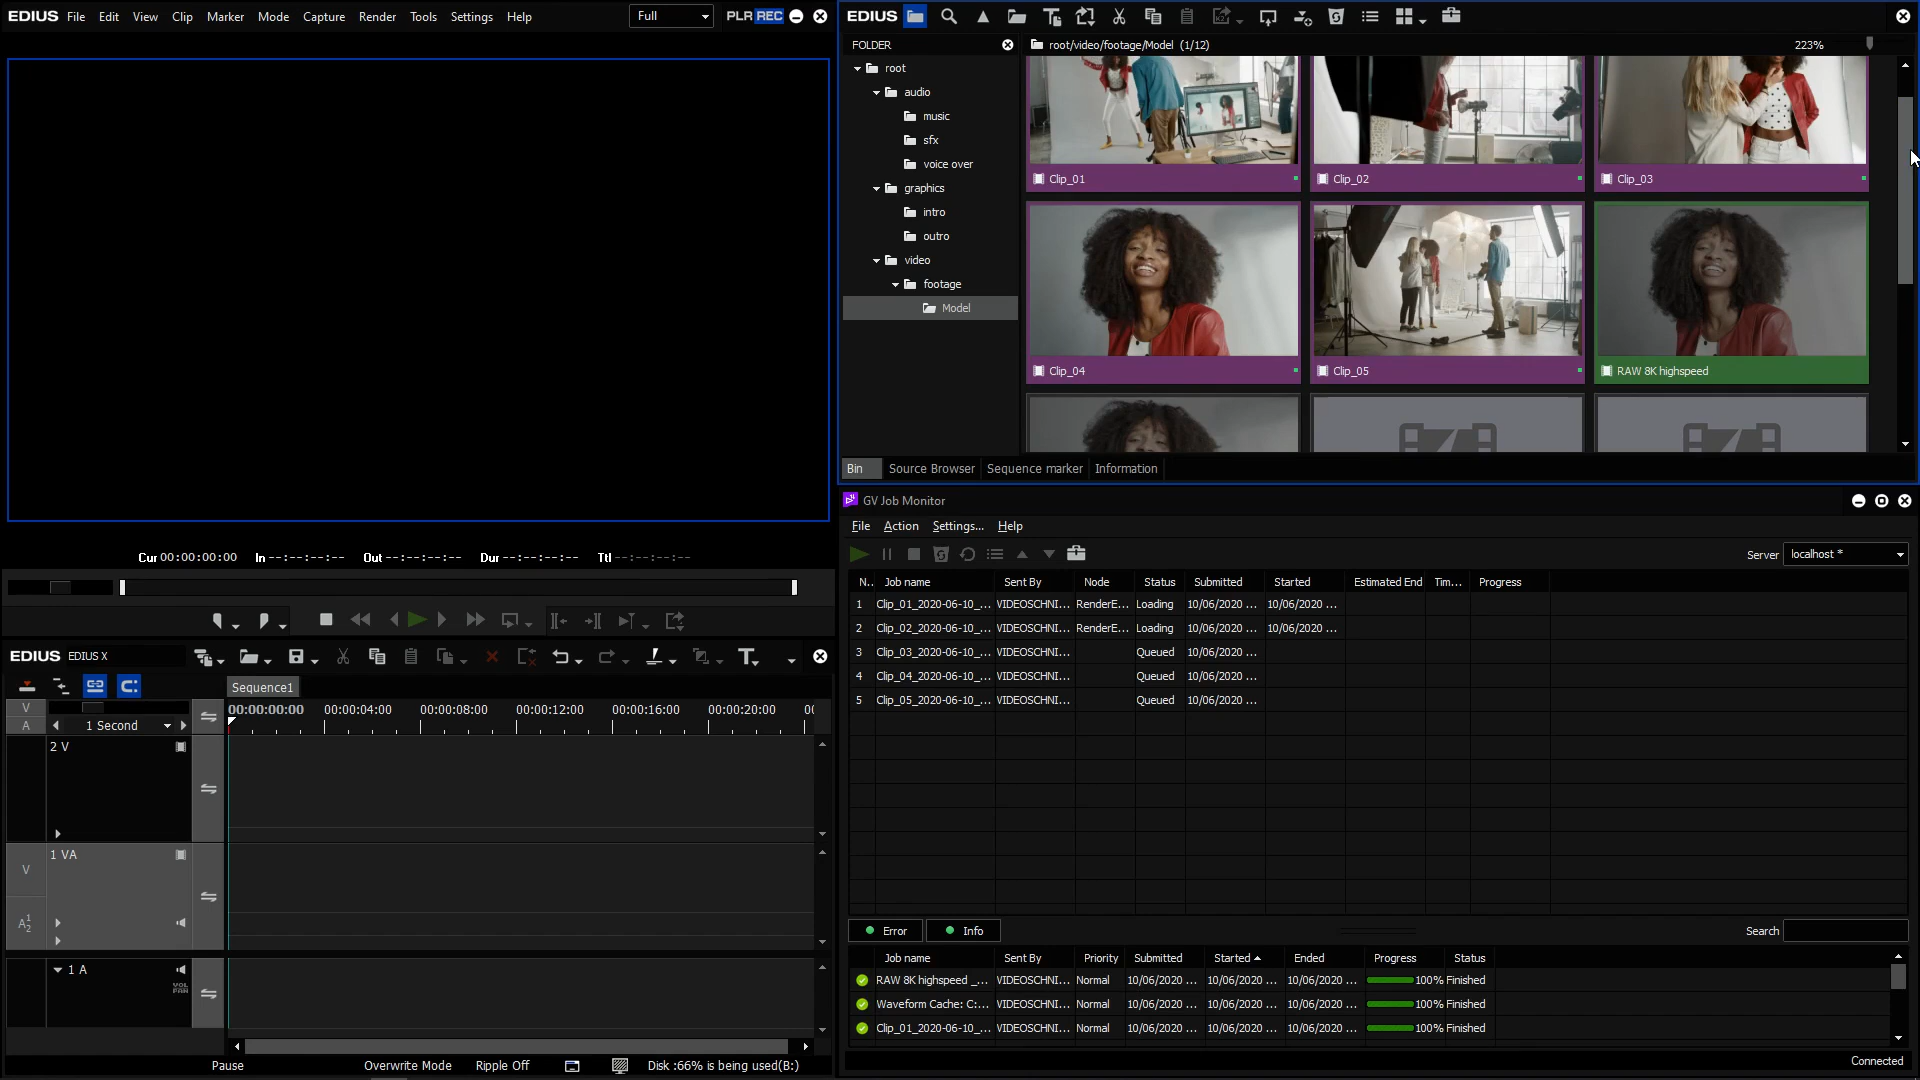 EDIUS File Edit View Clip Marker Mode Capture Render Tools Settings Help Full PLR REC
Cur 00:00:00:00 In --:--:--:-- Out --:--:--:-- Dur --:--:--:-- Ttl --:--:--:--
EDIUS EDIUS X
Sequence1
V
A
1 Second
00:00:00:00 00:00:04:00 00:00:08:00 00:00:12:00 00:00:16:00 00:00:20:00
2 V
1 VA
V
A 1 2
1 A
VOL
PAN
Pause Overwrite Mode Ripple Off Disk :66% is being used(B:)
EDIUS
FOLDER
root/video/footage/Model (1/12) 223%
root
audio
music
sfx
voice over
graphics
intro
outro
video
footage
Model
Clip_01 Clip_02 Clip_03
Clip_04 Clip_05 RAW 8K highspeed
Bin Source Browser Sequence marker Information
GV Job Monitor
File Action Settings... Help
Server localhost *
N.. Job name Sent By Node Status Submitted Started Estimated End Tim... Progress
1 Clip_01_2020-06-10_... VIDEOSCHNI... RenderE... Loading 10/06/2020 ... 10/06/2020 ...
2 Clip_02_2020-06-10_... VIDEOSCHNI... RenderE... Loading 10/06/2020 ... 10/06/2020 ...
3 Clip_03_2020-06-10_... VIDEOSCHNI... Queued 10/06/2020 ...
4 Clip_04_2020-06-10_... VIDEOSCHNI... Queued 10/06/2020 ...
5 Clip_05_2020-06-10_... VIDEOSCHNI... Queued 10/06/2020 ...
Error Info Search
Job name Sent By Priority Submitted Started Ended Progress Status
RAW 8K highspeed _... VIDEOSCHNI... Normal 10/06/2020 ... 10/06/2020 ... 10/06/2020 ... 100% Finished
Waveform Cache: C:... VIDEOSCHNI... Normal 10/06/2020 ... 10/06/2020 ... 10/06/2020 ... 100% Finished
Clip_01_2020-06-10_... VIDEOSCHNI... Normal 10/06/2020 ... 10/06/2020 ... 10/06/2020 ... 100% Finished
Connected